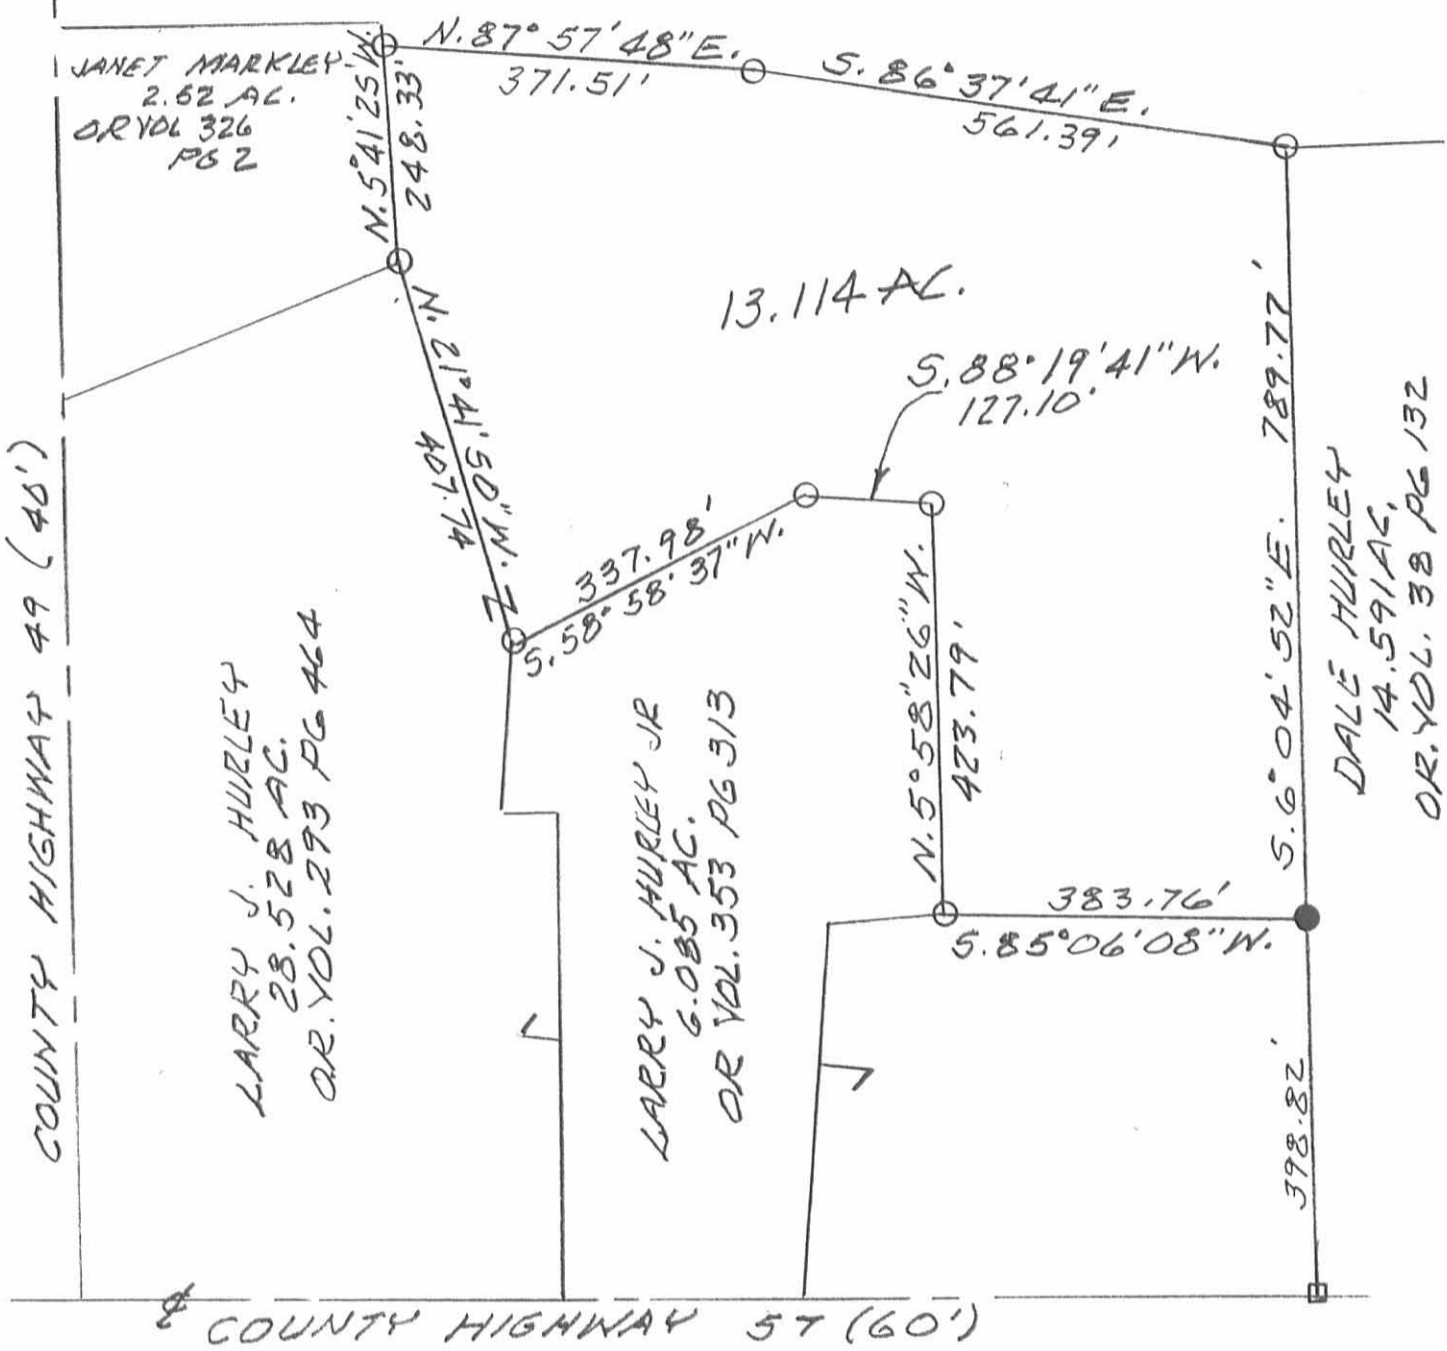 N. 87° 57' 48" E.
371.51'
S. 86° 37' 41" E.
561.39'
JANET MARKLEY
2.52 AC.
OR VOL 326
PG 2
N. 5° 41' 25" W.
248.33'
13.114 AC.
S. 88° 19' 41" W.
127.10'
N. 21° 41' 50" W.
407.74
337.98'
S. 58° 58' 37" W.
N. 5° 58" 26'" W.
423.79'
S. 6° 04' 52" E. 789.77'
DALE HURLEY
14.591 AC.
OR. VOL. 38 PG 132
COUNTY HIGHWAY 49 (40')
LARRY J. HURLEY
28.528 AC.
O.R. VOL. 293 PG 464
LARRY J. HURLEY JR
6.085 AC.
OR VOL. 353 PG 313
383.76'
S. 85° 06' 08" W.
398.82'
COUNTY HIGHWAY 57 (60')